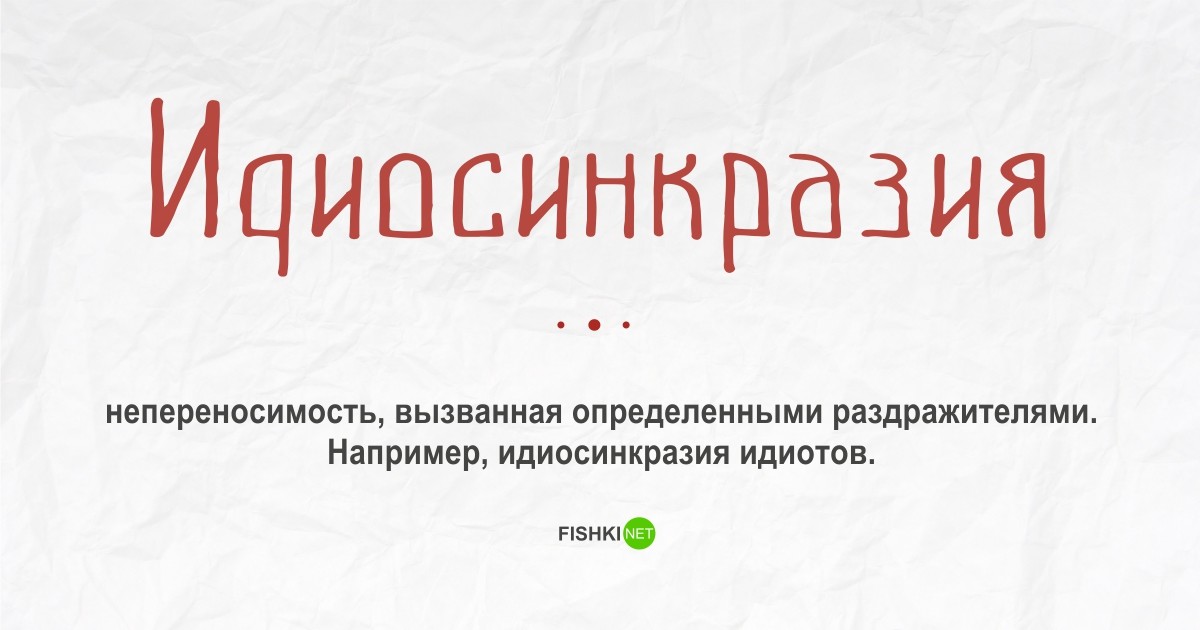 Идиосинкразия
непереносимость, вызванная определенными раздражителями.
Например, идиосинкразия идиотов.
FISHKI NET